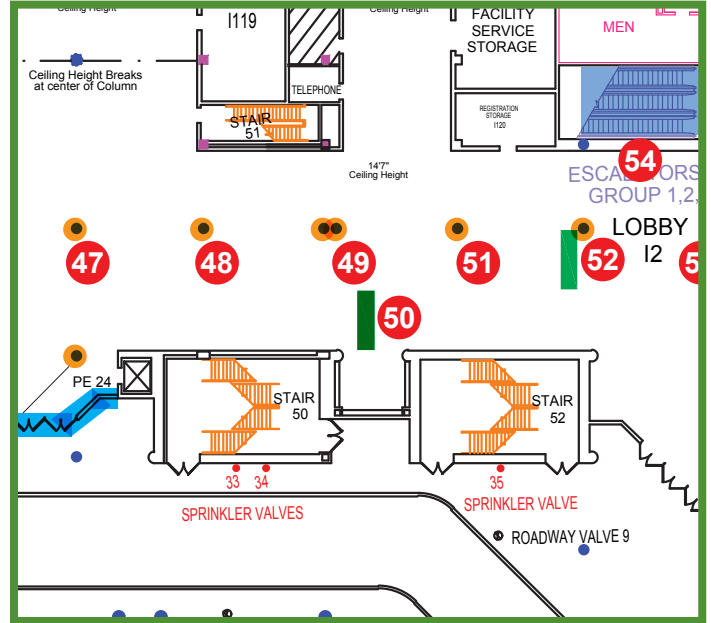 Ceiling Height
Ceiling Height
I119
FACILITY
SERVICE
STORAGE
MEN
Ceiling Height Breaks
at center of Column
TELEPHONE
STAIR
51
REGISTRATION
STORAGE
I120
14'7"
Ceiling Height
54
GROUP 1,2,
LOBBY
I2
47
48
49
51
52
50
PE 24
STAIR
50
STAIR
52
33
34
35
SPRINKLER VALVES
SPRINKLER VALVE
ROADWAY VALVE 9